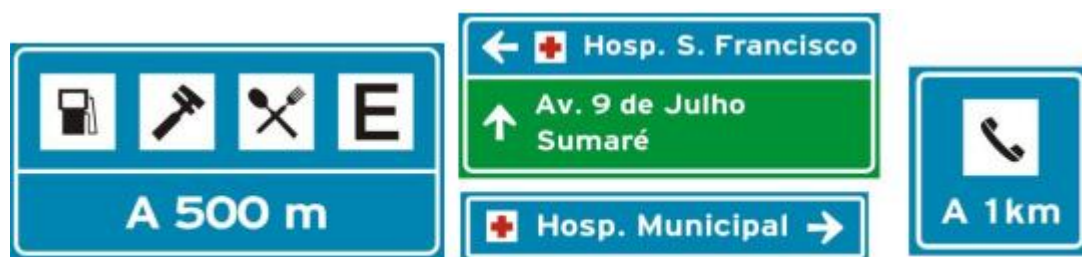 E
A 500 m
Hosp. S. Francisco
Av. 9 de Julho
Sumaré
Hosp. Municipal
A 1km